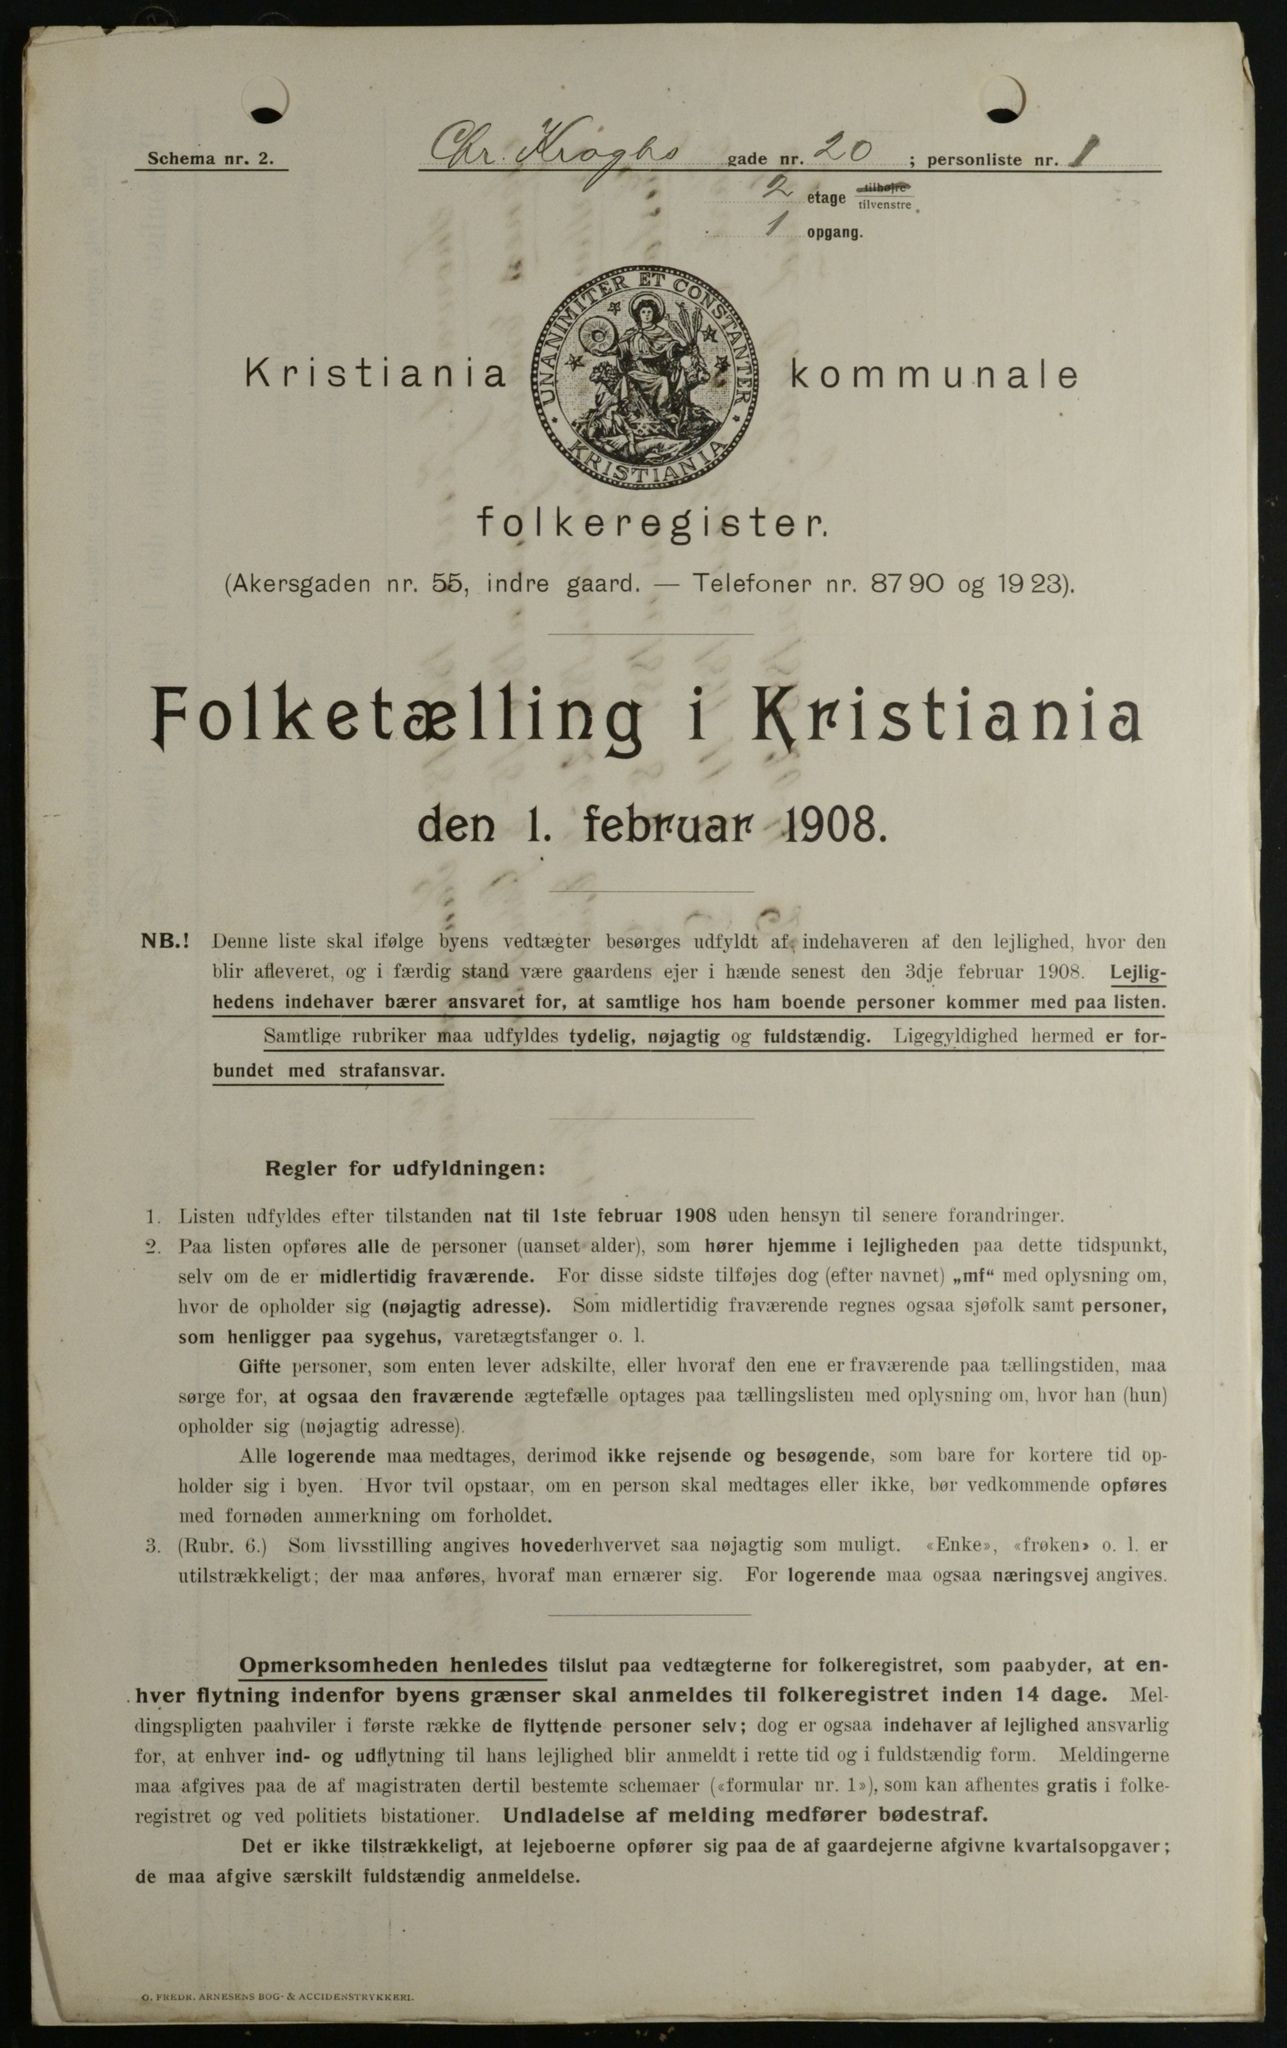 Schema nr. 2.
Chr. Kroghs gade nr. 20 ; personliste nr. 1
2 etage tilhøjre
tilvenstre.
1 opgang.
UNANIMITER ET CONSTANTER
KRISTIANIA
Kristiania kommunale
folkeregister.
(Akersgaden nr. 55, indre gaard. — Telefoner nr. 87 90 og 19 23).
Folketælling i Kristiania
den 1. februar 1908.
NB.! Denne liste skal ifølge byens vedtægter besørges udfyldt af indehaveren af den lejlighed, hvor den
blir afleveret, og i færdig stand være gaardens ejer i hænde senest den 3dje februar 1908. Lejlig-
hedens indehaver bærer ansvaret for, at samtlige hos ham boende personer kommer med paa listen.
Samtlige rubriker maa udfyldes tydelig, nøjagtig og fuldstændig. Ligegyldighed hermed er for-
bundet med strafansvar.
Regler for udfyldningen:
1. Listen udfyldes efter tilstanden nat til 1ste februar 1908 uden hensyn til senere forandringer.
2. Paa listen opføres alle de personer (uanset alder), som hører hjemme i lejligheden paa dette tidspunkt,
selv om de er midlertidig fraværende. For disse sidste tilføjes dog (efter navnet) „mf“ med oplysning om,
hvor de opholder sig (nøjagtig adresse). Som midlertidig fraværende regnes ogsaa sjøfolk samt personer,
som henligger paa sygehus, varetægtsfanger o. l.
Gifte personer, som enten lever adskilte, eller hvoraf den ene er fraværende paa tællingstiden, maa
sørge for, at ogsaa den fraværende ægtefælle optages paa tællingslisten med oplysning om, hvor han (hun)
opholder sig (nøjagtig adresse).
Alle logerende maa medtages, derimod ikke rejsende og besøgende, som bare for kortere tid op-
holder sig i byen. Hvor tvil opstaar, om en person skal medtages eller ikke, bør vedkommende opføres
med fornøden anmerkning om forholdet.
3. (Rubr. 6.) Som livsstilling angives hovederhvervet saa nøjagtig som muligt. «Enke», «frøken» o. l. er
utilstrækkeligt; der maa anføres, hvoraf man ernærer sig. For logerende maa ogsaa næringsvej angives.
Opmerksomheden henledes tilslut paa vedtægterne for folkeregistret, som paabyder, at en-
hver flytning indenfor byens grænser skal anmeldes til folkeregistret inden 14 dage. Mel-
dingspligten paahviler i første række de flyttende personer selv; dog er ogsaa indehaver af lejlighed ansvarlig
for, at enhver ind- og udflytning til hans lejlighed blir anmeldt i rette tid og i fuldstændig form. Meldingerne
maa afgives paa de af magistraten dertil bestemte schemaer («formular nr. 1»), som kan afhentes gratis i folke-
registret og ved politiets bistationer. Undladelse af melding medfører bødestraf.
Det er ikke tilstrækkeligt, at lejeboerne opfører sig paa de af gaardejerne afgivne kvartalsopgaver;
de maa afgive særskilt fuldstændig anmeldelse.
O. FREDR. ARNESENS BOG- & ACCIDENSTRYKKERI.